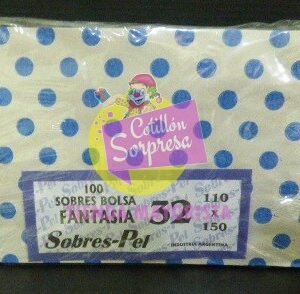 Cotillón
Sorpresa
100
SOBRES BOLSA
FANTASIA 32 110 x 150
Sobres-Pel
INDUSTRIA ARGENTINA